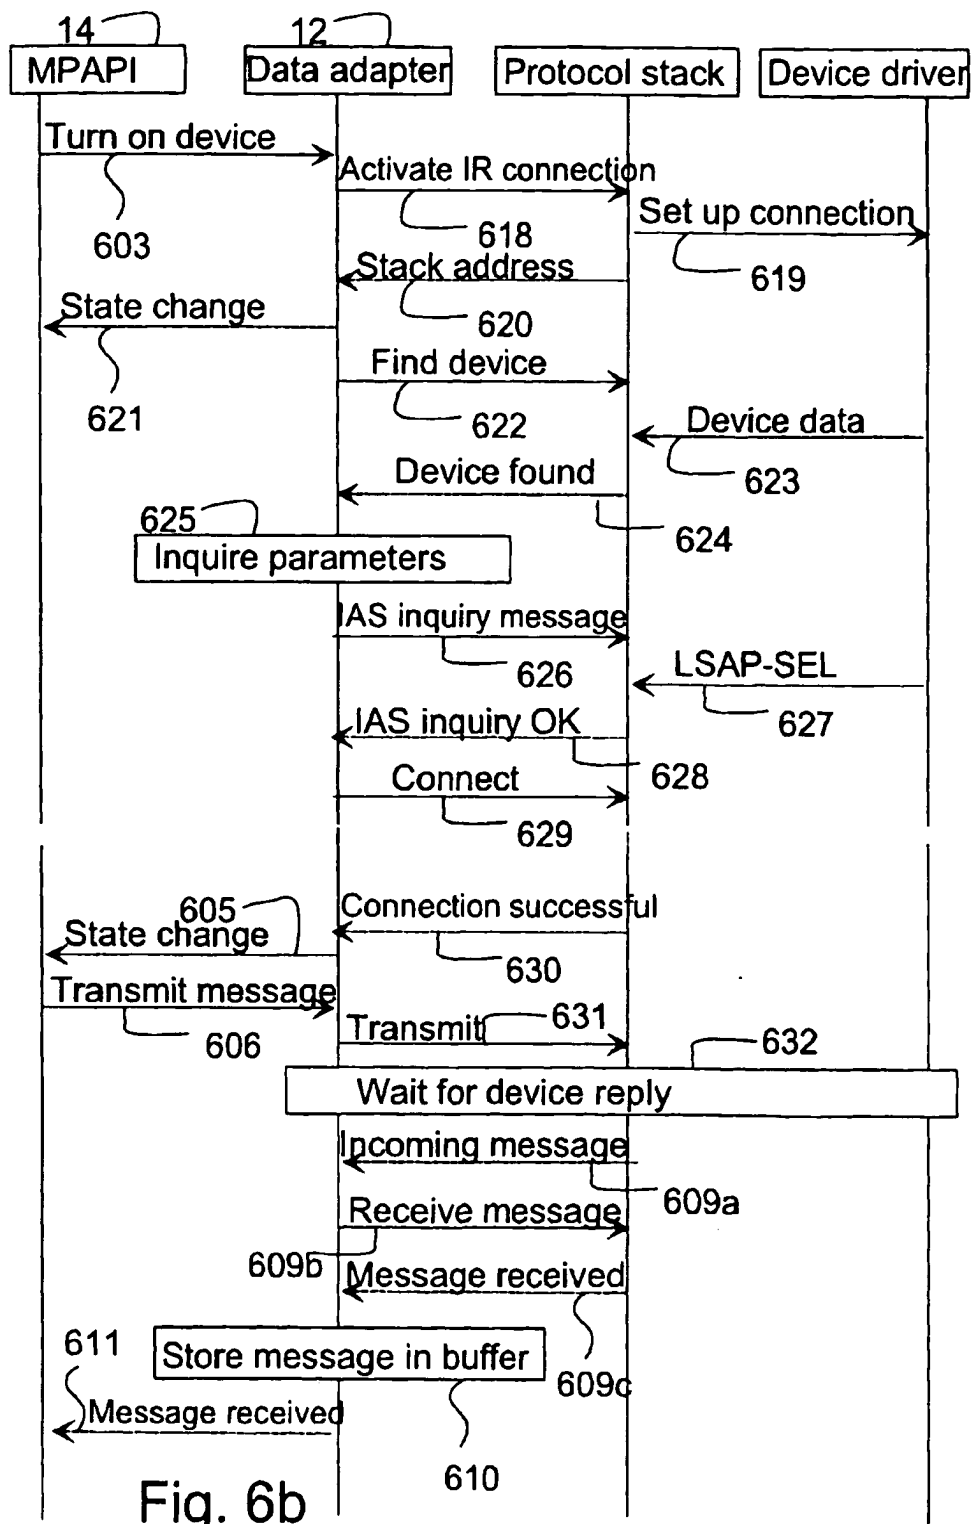 14
12
MPAPI
Data adapter
Protocol stack
Device driver
Turn on device
Activate IR connection
603
618
Set up connection
619
Stack address
620
State change
621
Find device
622
Device data
623
Device found
624
625
Inquire parameters
IAS inquiry message
626
LSAP-SEL
627
IAS inquiry OK
628
Connect
629
605
Connection successful
State change
630
Transmit message
606
Transmit
631
632
Wait for device reply
Incoming message
609a
Receive message
609b
Message received
609c
611
Store message in buffer
Message received
610
Fig. 6b